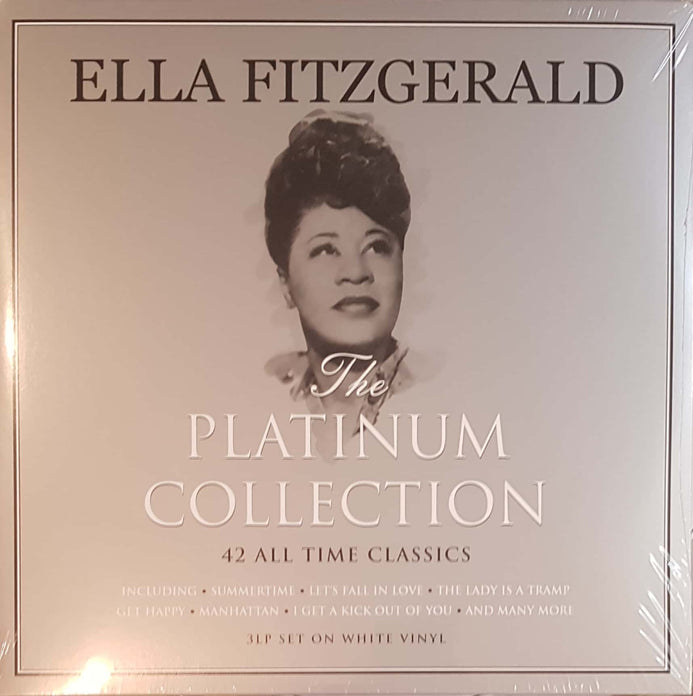 ELLA FITZGERALD
The
PLATINUM
COLLECTION
42 ALL TIME CLASSICS
INCLUDING • SUMMERTIME • LET'S FALL IN LOVE • THE LADY IS A TRAMP
GET HAPPY • MANHATTAN • I GET A KICK OUT OF YOU • AND MANY MORE
3LP SET ON WHITE VINYL